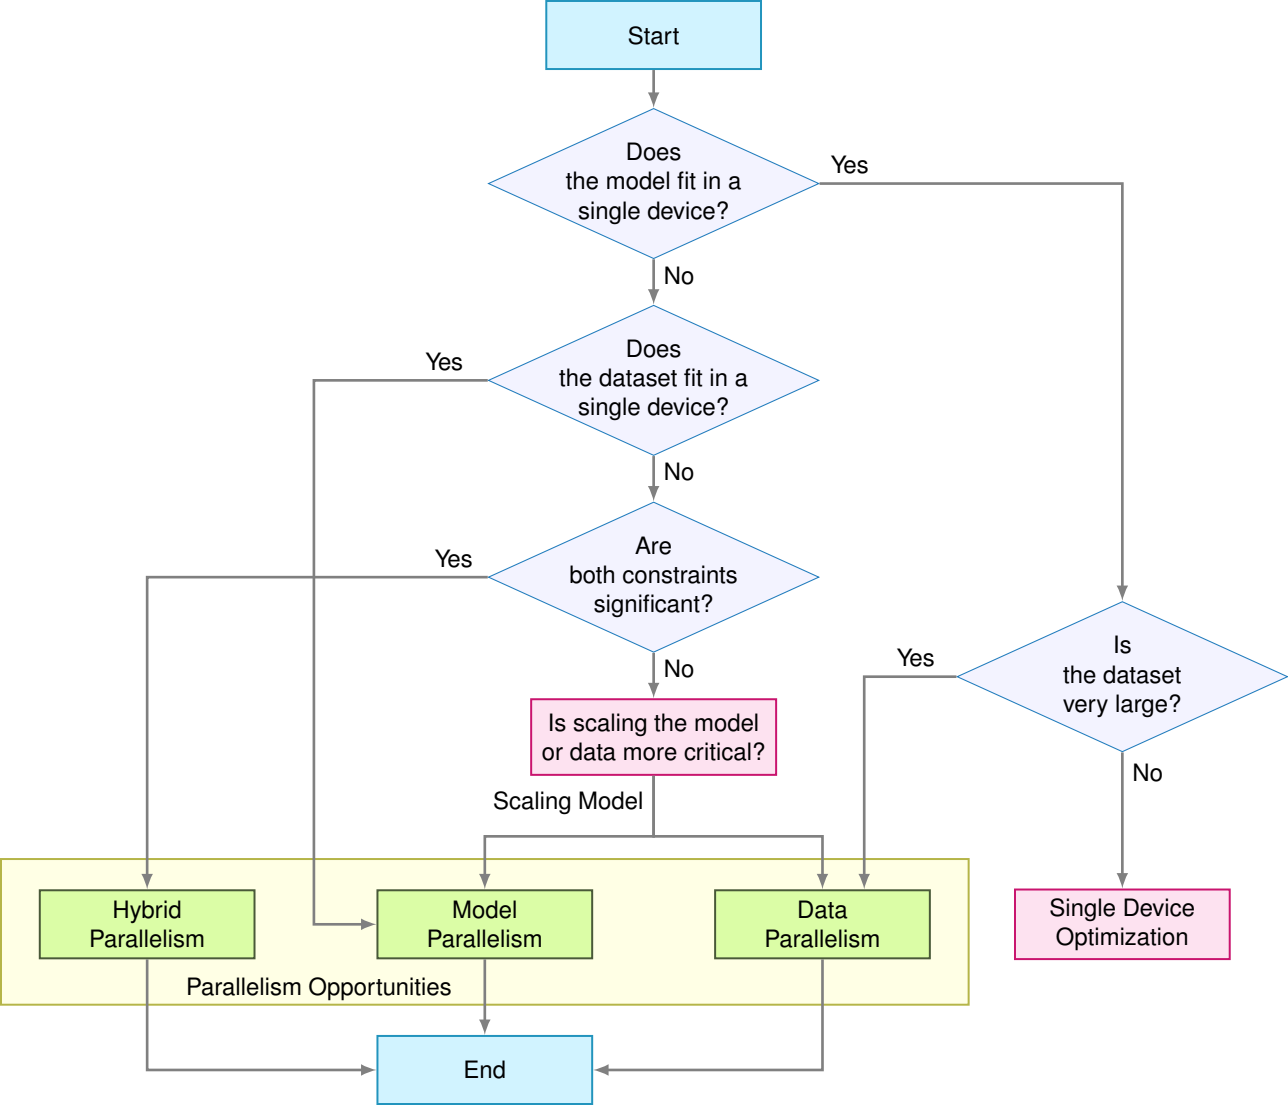 Start
Does
the model fit in a
single device?
Yes
No
Does
the dataset fit in a
single device?
Yes
No
Are
both constraints
significant?
Yes
No
Is
the dataset
very large?
Yes
No
Is scaling the model
or data more critical?
Scaling Model
Hybrid
Parallelism
Model
Parallelism
Data
Parallelism
Single Device
Optimization
Parallelism Opportunities
End